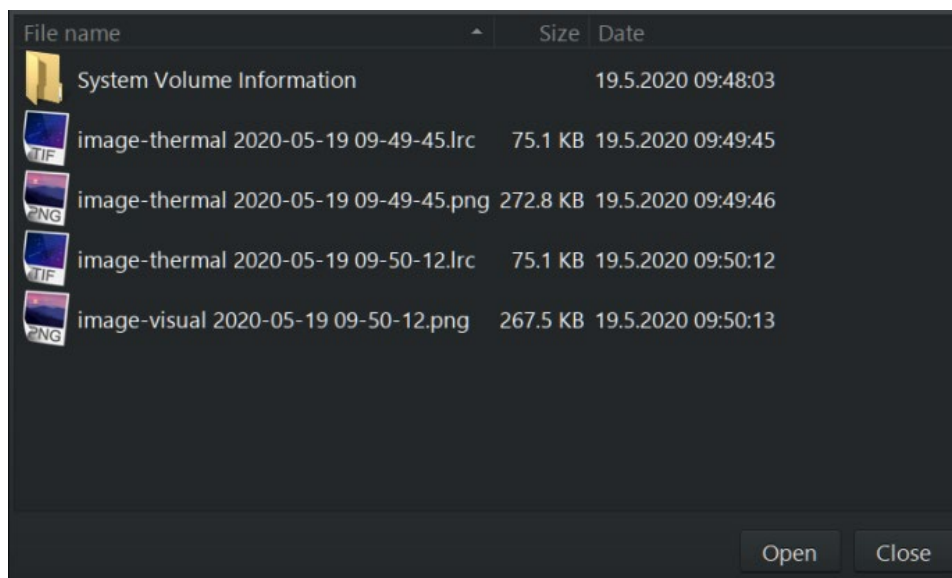 File name Size Date
System Volume Information 19.5.2020 09:48:03
TIF
image-thermal 2020-05-19 09-49-45.lrc 75.1 KB 19.5.2020 09:49:45
PNG
image-thermal 2020-05-19 09-49-45.png 272.8 KB 19.5.2020 09:49:46
TIF
image-thermal 2020-05-19 09-50-12.lrc 75.1 KB 19.5.2020 09:50:12
PNG
image-visual 2020-05-19 09-50-12.png 267.5 KB 19.5.2020 09:50:13
Open Close